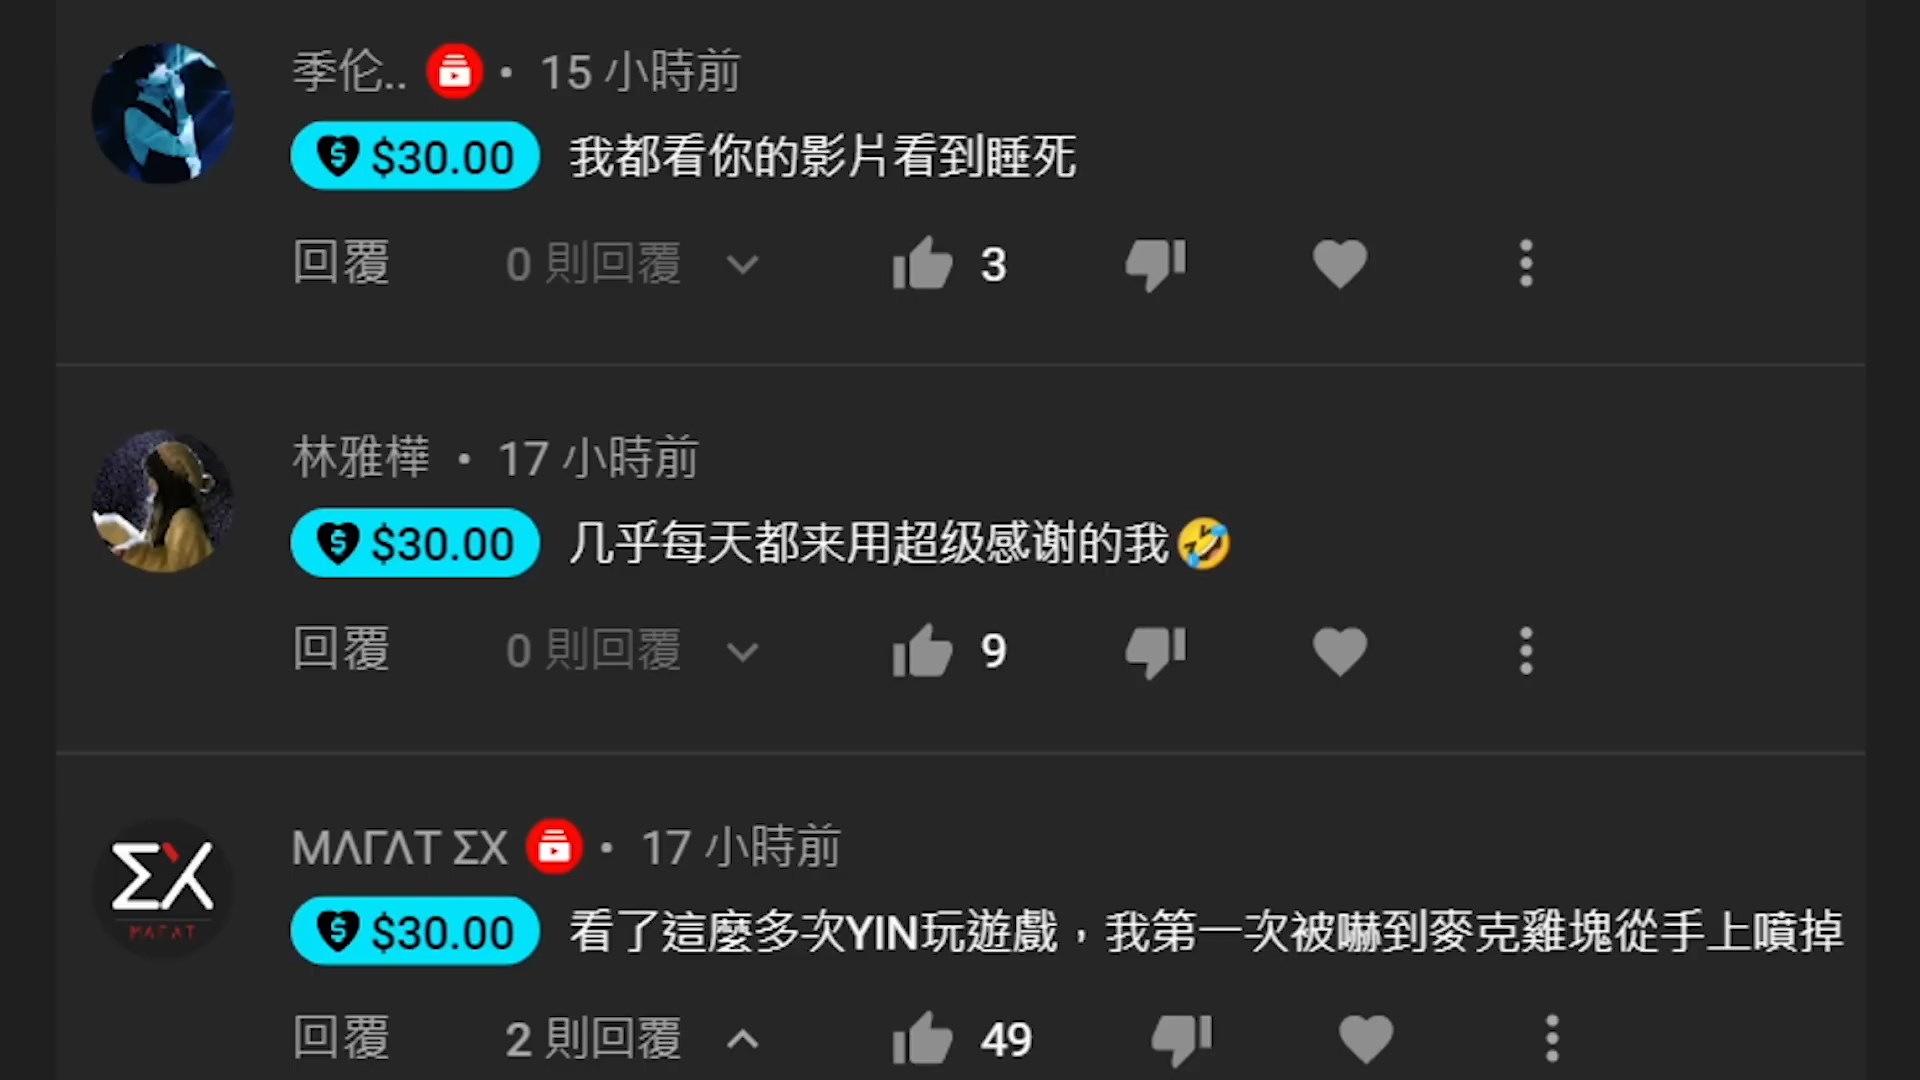 季伦.. • 15 小時前
$30.00 我都看你的影片看到睡死
回覆 0 則回覆 3
林雅樺 • 17 小時前
$30.00 几乎每天都来用超级感谢的我🤣
回覆 0 則回覆 9
ΣX
MΛΓΛT
MΛΓΛT ΣX • 17 小時前
$30.00 看了這麼多次YIN玩遊戲，我第一次被嚇到麥克雞塊從手上噴掉
回覆 2 則回覆 49